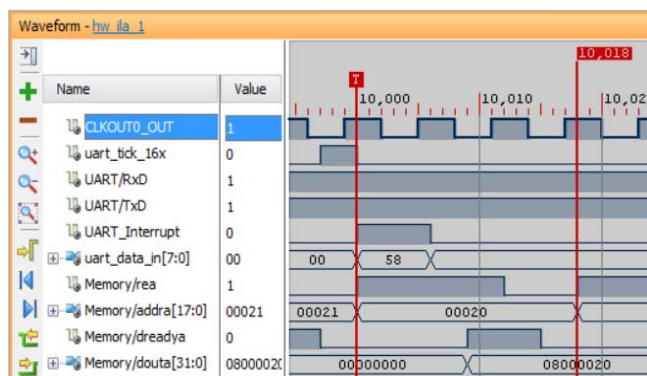 Waveform - hw_ila_1
10,018
Name Value
T
10,000 10,010 10,02
CLKOUT0_OUT 1
uart_tick_16x 0
UART/RxD 1
UART/TxD 1
UART_Interrupt 0
uart_data_in[7:0] 00 00 58
Memory/rea 1
Memory/addra[17:0] 00021 00021 00020
Memory/dreadya 0
Memory/douta[31:0] 0800002( 00000000 08000020